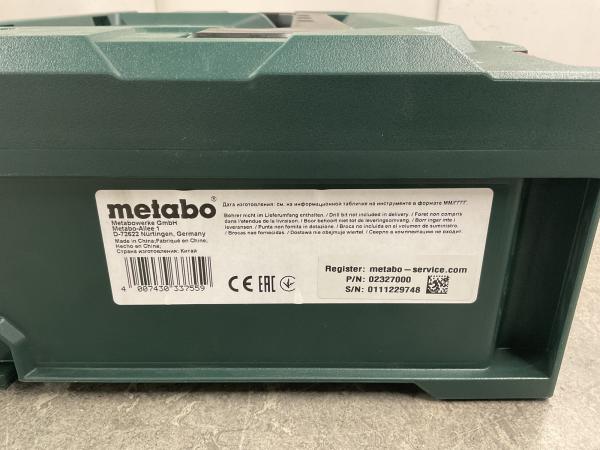 metabo®
Metabowerke GmbH
Metabo-Allee 1
D-72622 Nürtingen, Germany
Made in China;Fabriqué en Chine;
Hecho en China;
Страна изготовления: Китай
4 007430 337559
Дата изготовления: см. на информационной табличке на инструменте в формате ММ/ГГГГ.
Bohrer nicht im Lieferumfang enthalten. / Drill bit not included in delivery. / Foret non compris
dans l'étendue de la livraison. / Boor behoort niet tot de leveringsomvang. / Borr ingår inte i
leveransen. / Punta non fornita in dotazione. / Broca no incluida en el volumen de suministro.
/ Brocas não fornecidas. / Dostawa nie obejmuje wierteł / Сверло в комплектацию не входит.
CE EAC
Register: metabo-service.com
P/N: 02327000
S/N: 0111229748